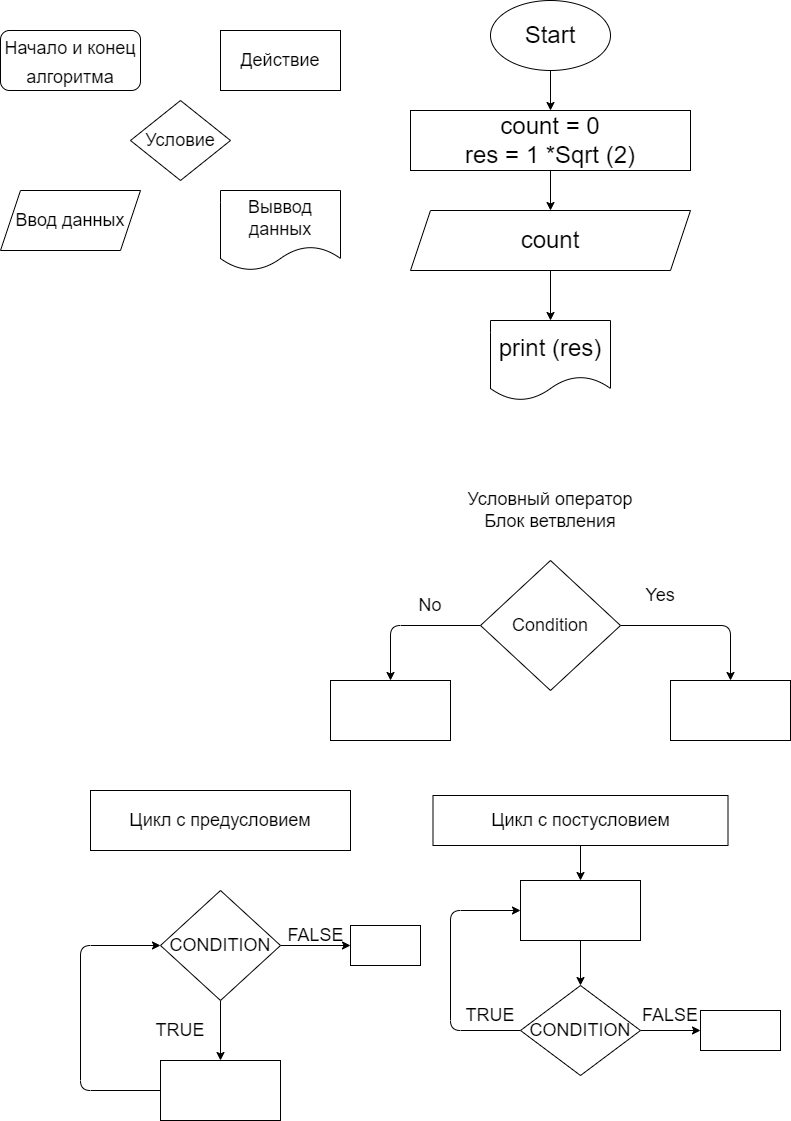 Начало и конец
алгоритма
Действие
Условие
Ввод данных
Выввод
данных
Start
count = 0
res = 1 *Sqrt (2)
count
print (res)
Условный оператор
Блок ветвления
No
Condition
Yes
Цикл с предусловием
CONDITION
FALSE
TRUE
Цикл с постусловием
TRUE
CONDITION
FALSE